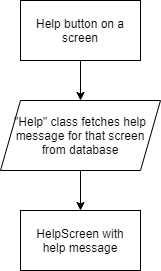 Help button on a
screen
"Help" class fetches help
message for that screen
from database
HelpScreen with
help message